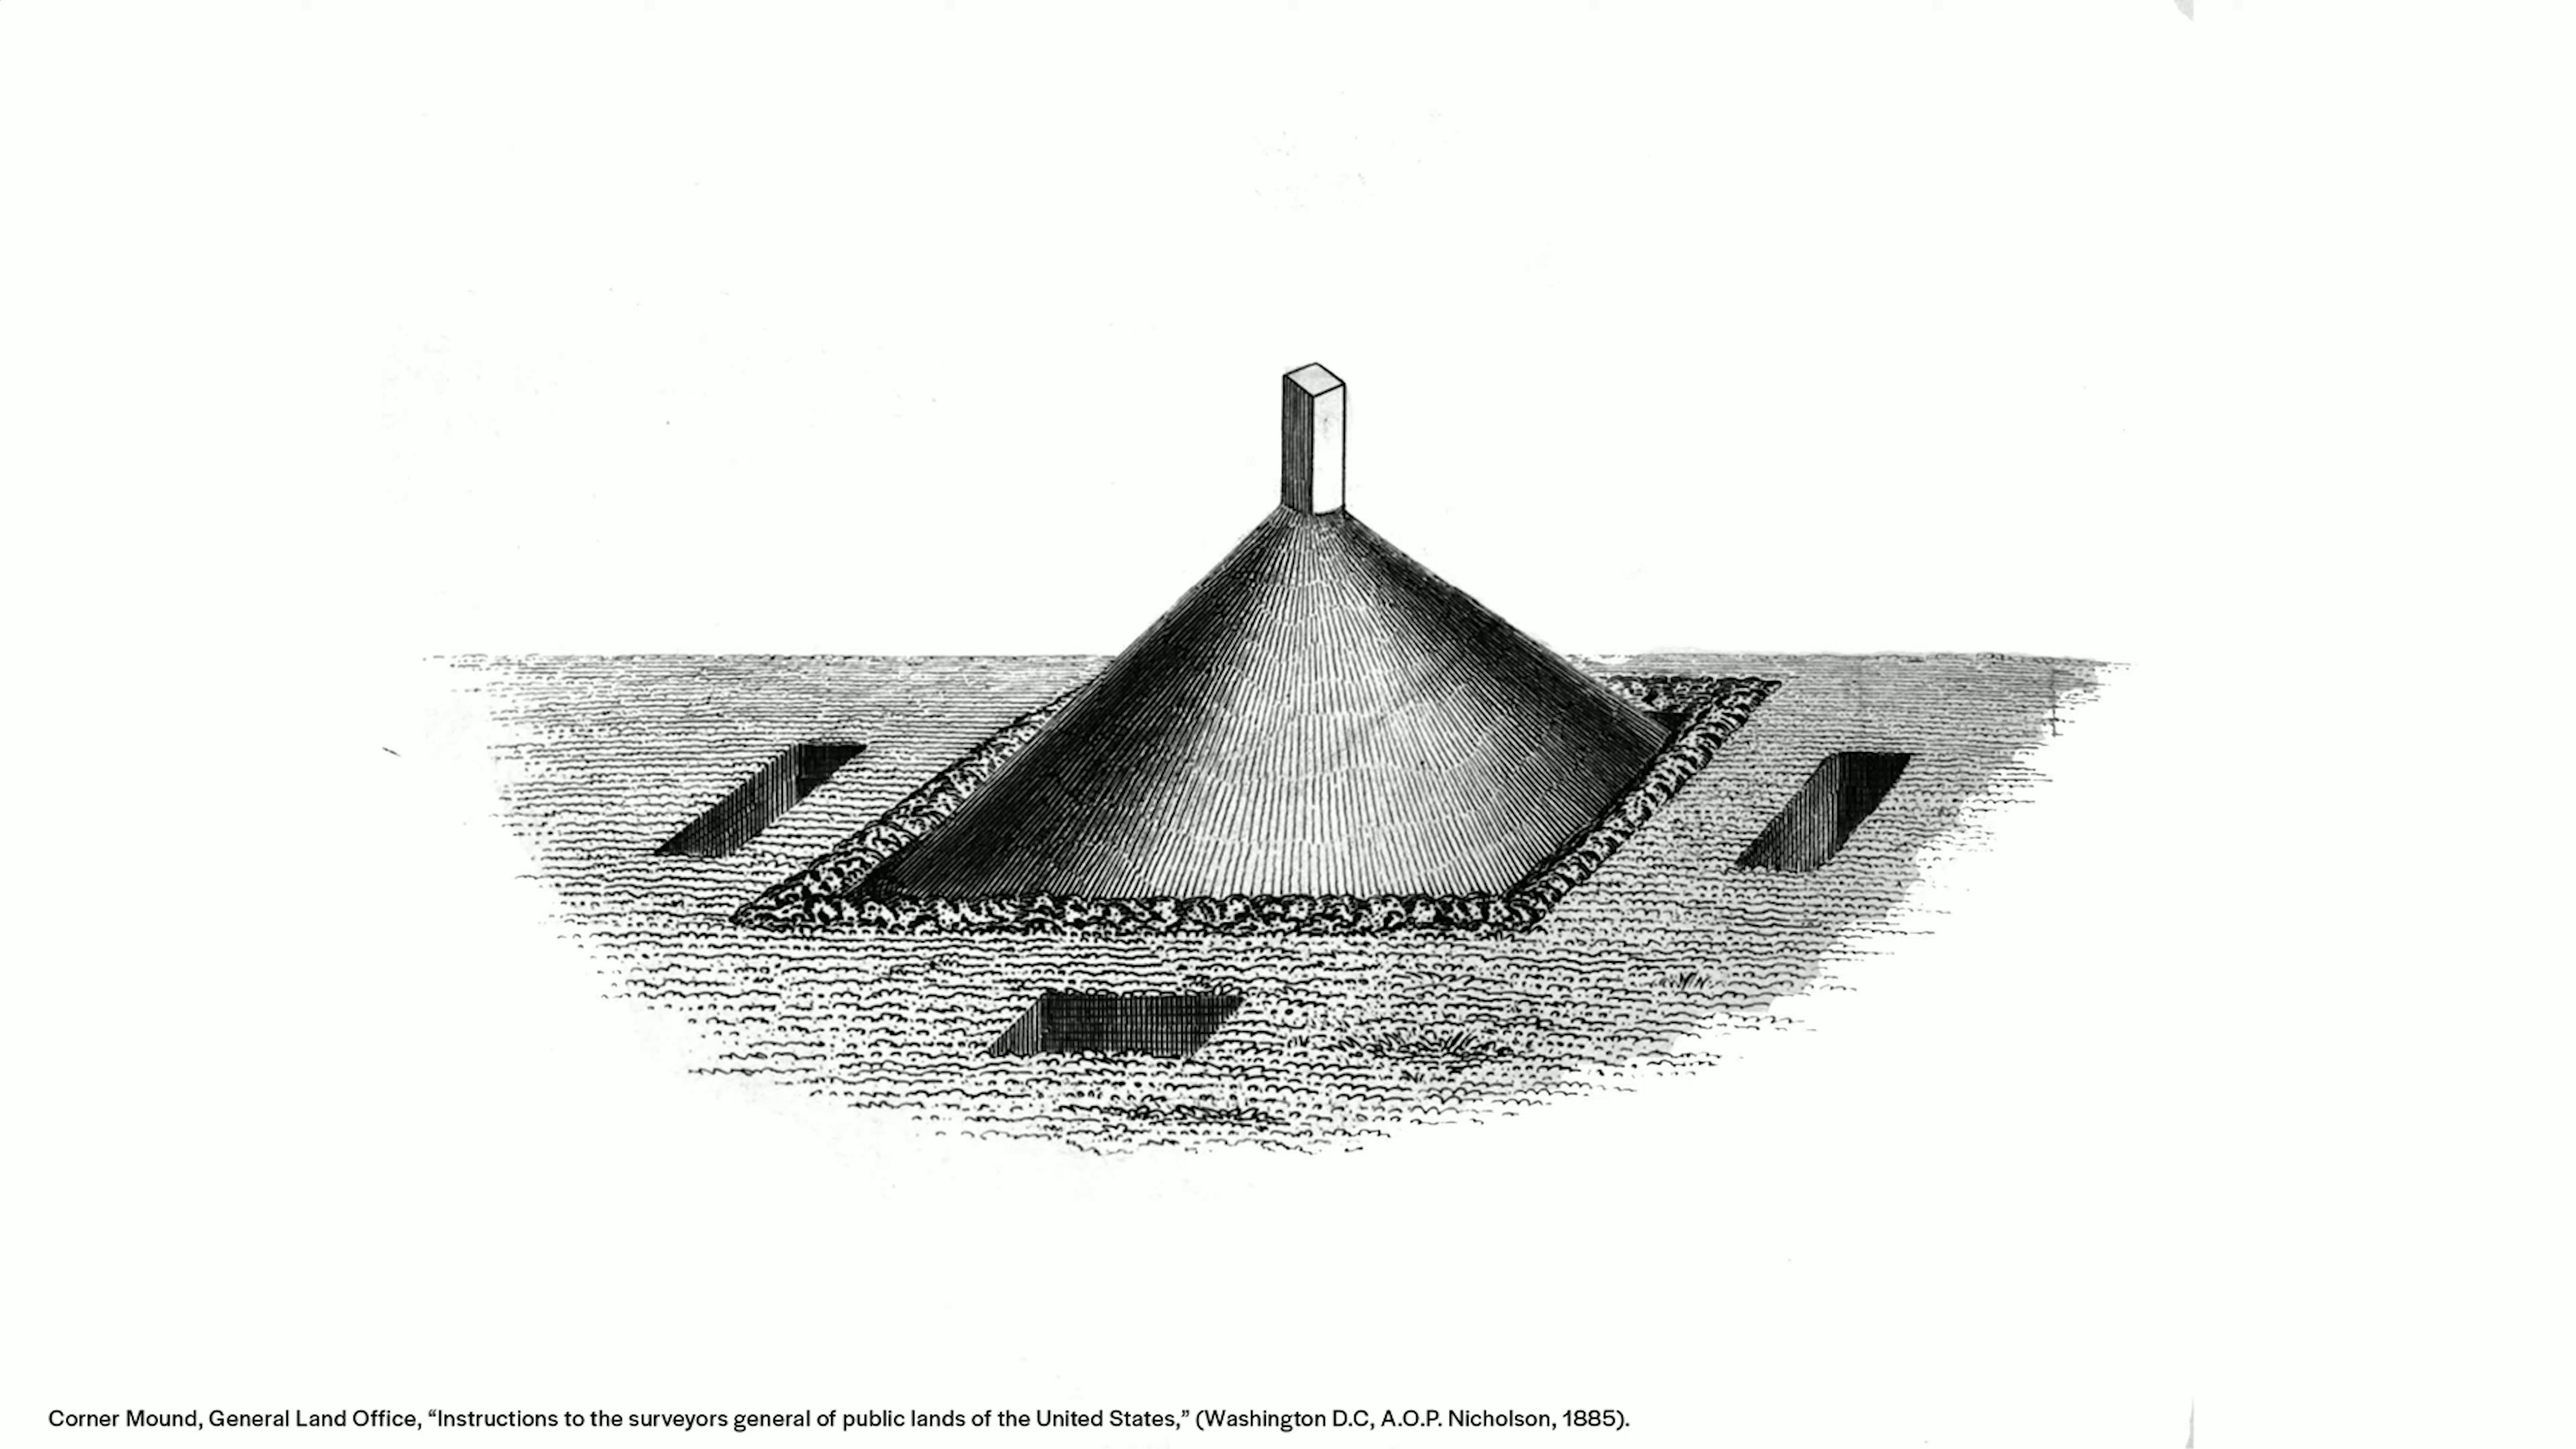 Corner Mound, General Land Office, “Instructions to the surveyors general of public lands of the United States,” (Washington D.C, A.O.P. Nicholson, 1885).